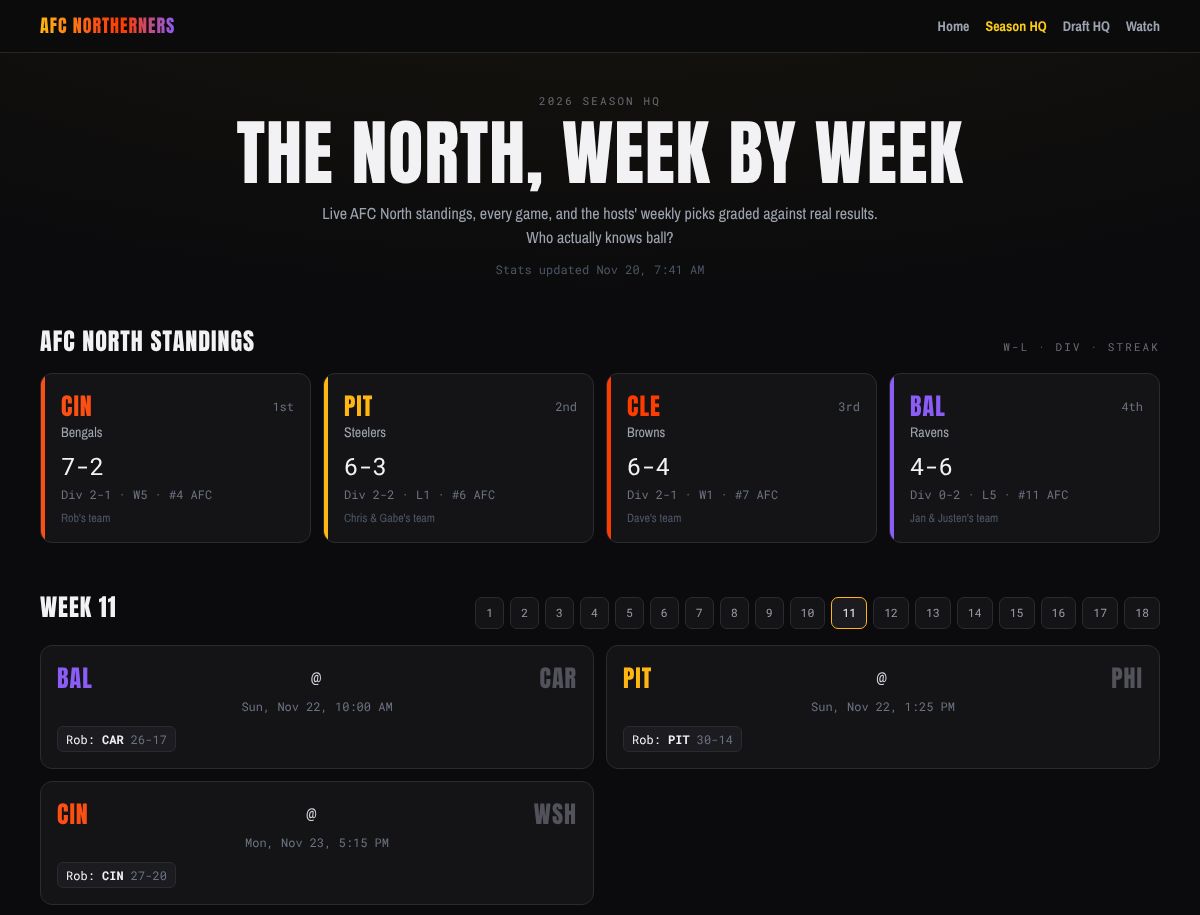 AFC NORTHERNERS
Home Season HQ Draft HQ Watch
2026 SEASON HQ
THE NORTH, WEEK BY WEEK
Live AFC North standings, every game, and the hosts' weekly picks graded against real results.
Who actually knows ball?
Stats updated Nov 20, 7:41 AM
AFC NORTH STANDINGS
W-L · DIV · STREAK
CIN 1st
Bengals
7-2
Div 2-1 · W5 · #4 AFC
Rob's team
PIT 2nd
Steelers
6-3
Div 2-2 · L1 · #6 AFC
Chris & Gabe's team
CLE 3rd
Browns
6-4
Div 2-1 · W1 · #7 AFC
Dave's team
BAL 4th
Ravens
4-6
Div 0-2 · L5 · #11 AFC
Jan & Justen's team
WEEK 11
1 2 3 4 5 6 7 8 9 10 11 12 13 14 15 16 17 18
BAL @ CAR
Sun, Nov 22, 10:00 AM
Rob: CAR 26-17
PIT @ PHI
Sun, Nov 22, 1:25 PM
Rob: PIT 30-14
CIN @ WSH
Mon, Nov 23, 5:15 PM
Rob: CIN 27-20